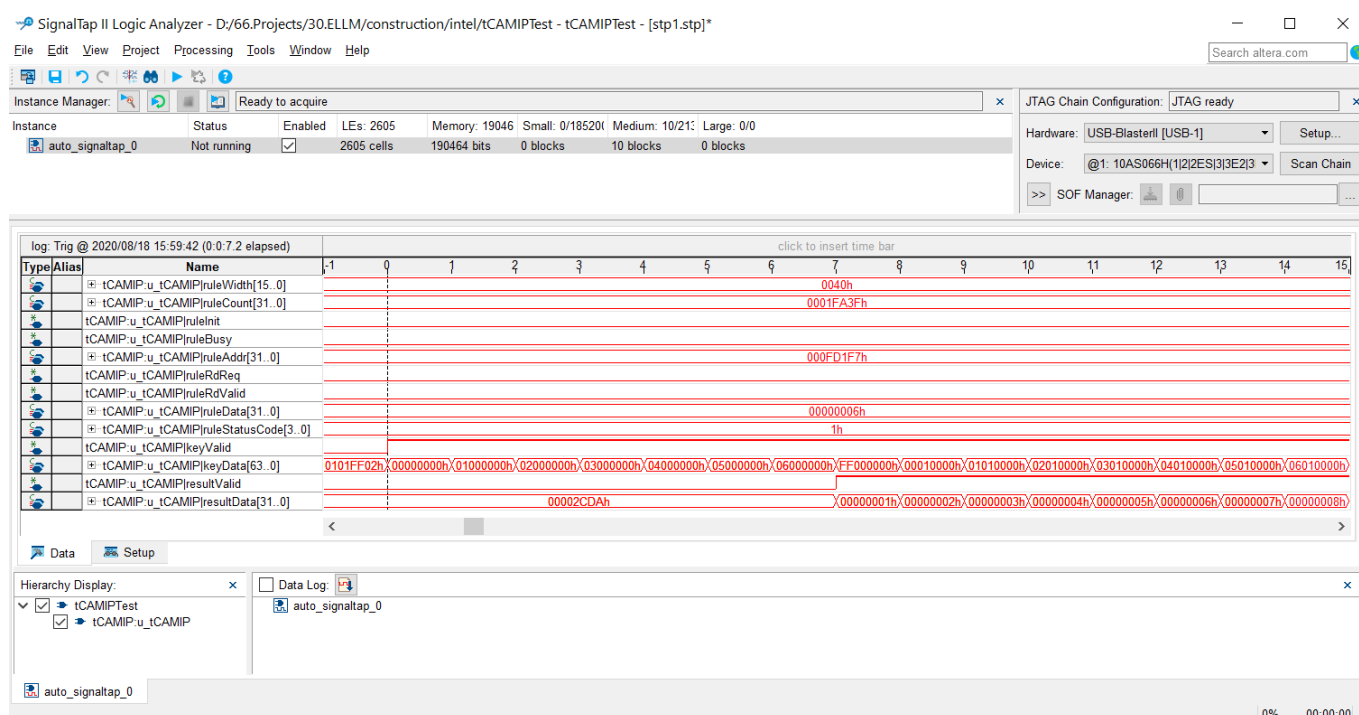 SignalTap II Logic Analyzer - D:/66.Projects/30.ELLM/construction/intel/tCAMIPTest - tCAMIPTest - [stp1.stp]*
File Edit View Project Processing Tools Window Help
Search altera.com
Instance Manager: Ready to acquire
JTAG Chain Configuration: JTAG ready
Instance Status Enabled LEs: 2605 Memory: 19046 Small: 0/18520( Medium: 10/213 Large: 0/0
auto_signaltap_0 Not running 2605 cells 190464 bits 0 blocks 10 blocks 0 blocks
Hardware: USB-BlasterII [USB-1] Setup...
Device: @1: 10AS066H(1|2|2ES|3|3E2|3 Scan Chain
>> SOF Manager: ...
log: Trig @ 2020/08/18 15:59:42 (0:0:7.2 elapsed) click to insert time bar
Type Alias Name -1 0 1 2 3 4 5 6 7 8 9 10 11 12 13 14 15
tCAMIP:u_tCAMIP|ruleWidth[15..0] 0040h
tCAMIP:u_tCAMIP|ruleCount[31..0] 0001FA3Fh
tCAMIP:u_tCAMIP|ruleInit
tCAMIP:u_tCAMIP|ruleBusy
tCAMIP:u_tCAMIP|ruleAddr[31..0] 000FD1F7h
tCAMIP:u_tCAMIP|ruleRdReq
tCAMIP:u_tCAMIP|ruleRdValid
tCAMIP:u_tCAMIP|ruleData[31..0] 00000006h
tCAMIP:u_tCAMIP|ruleStatusCode[3..0] 1h
tCAMIP:u_tCAMIP|keyValid
tCAMIP:u_tCAMIP|keyData[63..0] 0101FF02h 00000000h 01000000h 02000000h 03000000h 04000000h 05000000h 06000000h FF000000h 00010000h 01010000h 02010000h 03010000h 04010000h 05010000h 06010000h
tCAMIP:u_tCAMIP|resultValid
tCAMIP:u_tCAMIP|resultData[31..0] 00002CDAh 00000001h 00000002h 00000003h 00000004h 00000005h 00000006h 00000007h 00000008h
Data Setup
Hierarchy Display: Data Log:
tCAMIPTest auto_signaltap_0
tCAMIP:u_tCAMIP
auto_signaltap_0
0% 00:00:00